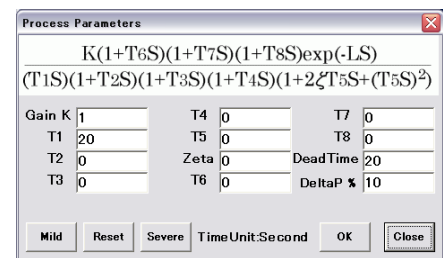 Process Parameters
K(1+T6S)(1+T7S)(1+T8S)exp(-LS)
(T1S)(1+T2S)(1+T3S)(1+T4S)(1+2ζT5S+(T5S)²)
Gain K 1 T4 0 T7 0
T1 20 T5 0 T8 0
T2 0 Zeta 0 DeadTime 20
T3 0 T6 0 DeltaP % 10
Mild Reset Severe TimeUnit:Second OK Close